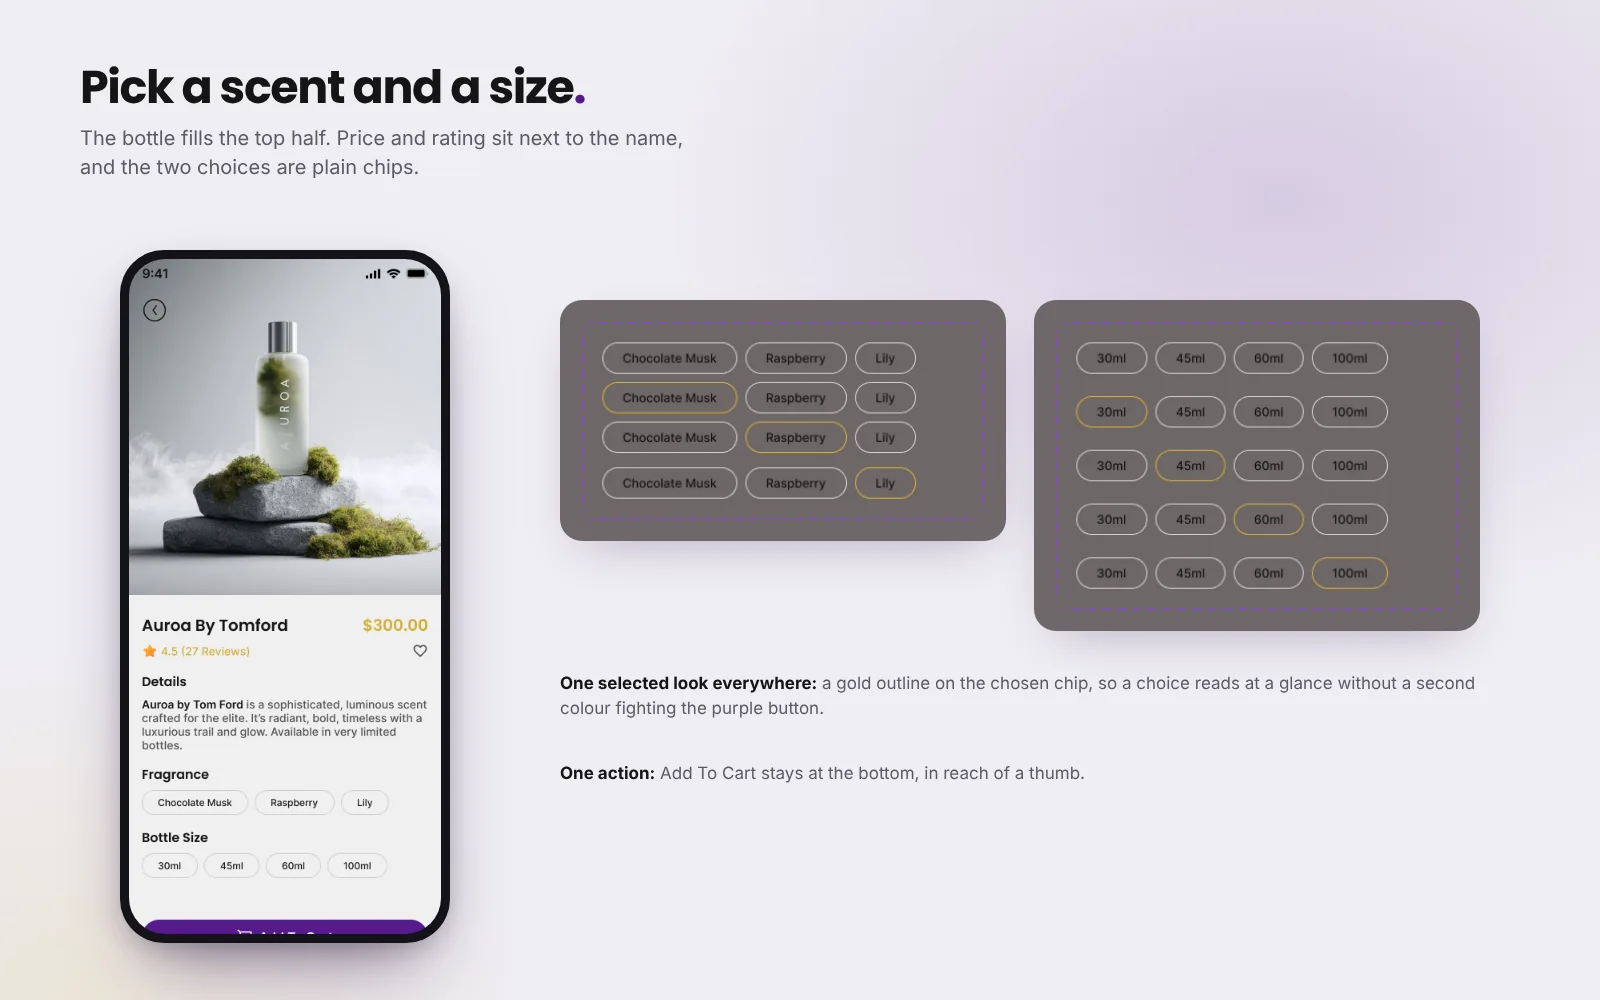 Pick a scent and a size.
The bottle fills the top half. Price and rating sit next to the name,
and the two choices are plain chips.
9:41
AUROA
Auroa By Tomford $300.00
4.5 (27 Reviews)
Details
Auroa by Tom Ford is a sophisticated, luminous scent
crafted for the elite. It's radiant, bold, timeless with a
luxurious trail and glow. Available in very limited
bottles.
Fragrance
Chocolate Musk Raspberry Lily
Bottle Size
30ml 45ml 60ml 100ml
Add To Cart
Chocolate Musk Raspberry Lily
Chocolate Musk Raspberry Lily
Chocolate Musk Raspberry Lily
Chocolate Musk Raspberry Lily
30ml 45ml 60ml 100ml
30ml 45ml 60ml 100ml
30ml 45ml 60ml 100ml
30ml 45ml 60ml 100ml
30ml 45ml 60ml 100ml
One selected look everywhere: a gold outline on the chosen chip, so a choice reads at a glance without a second
colour fighting the purple button.
One action: Add To Cart stays at the bottom, in reach of a thumb.